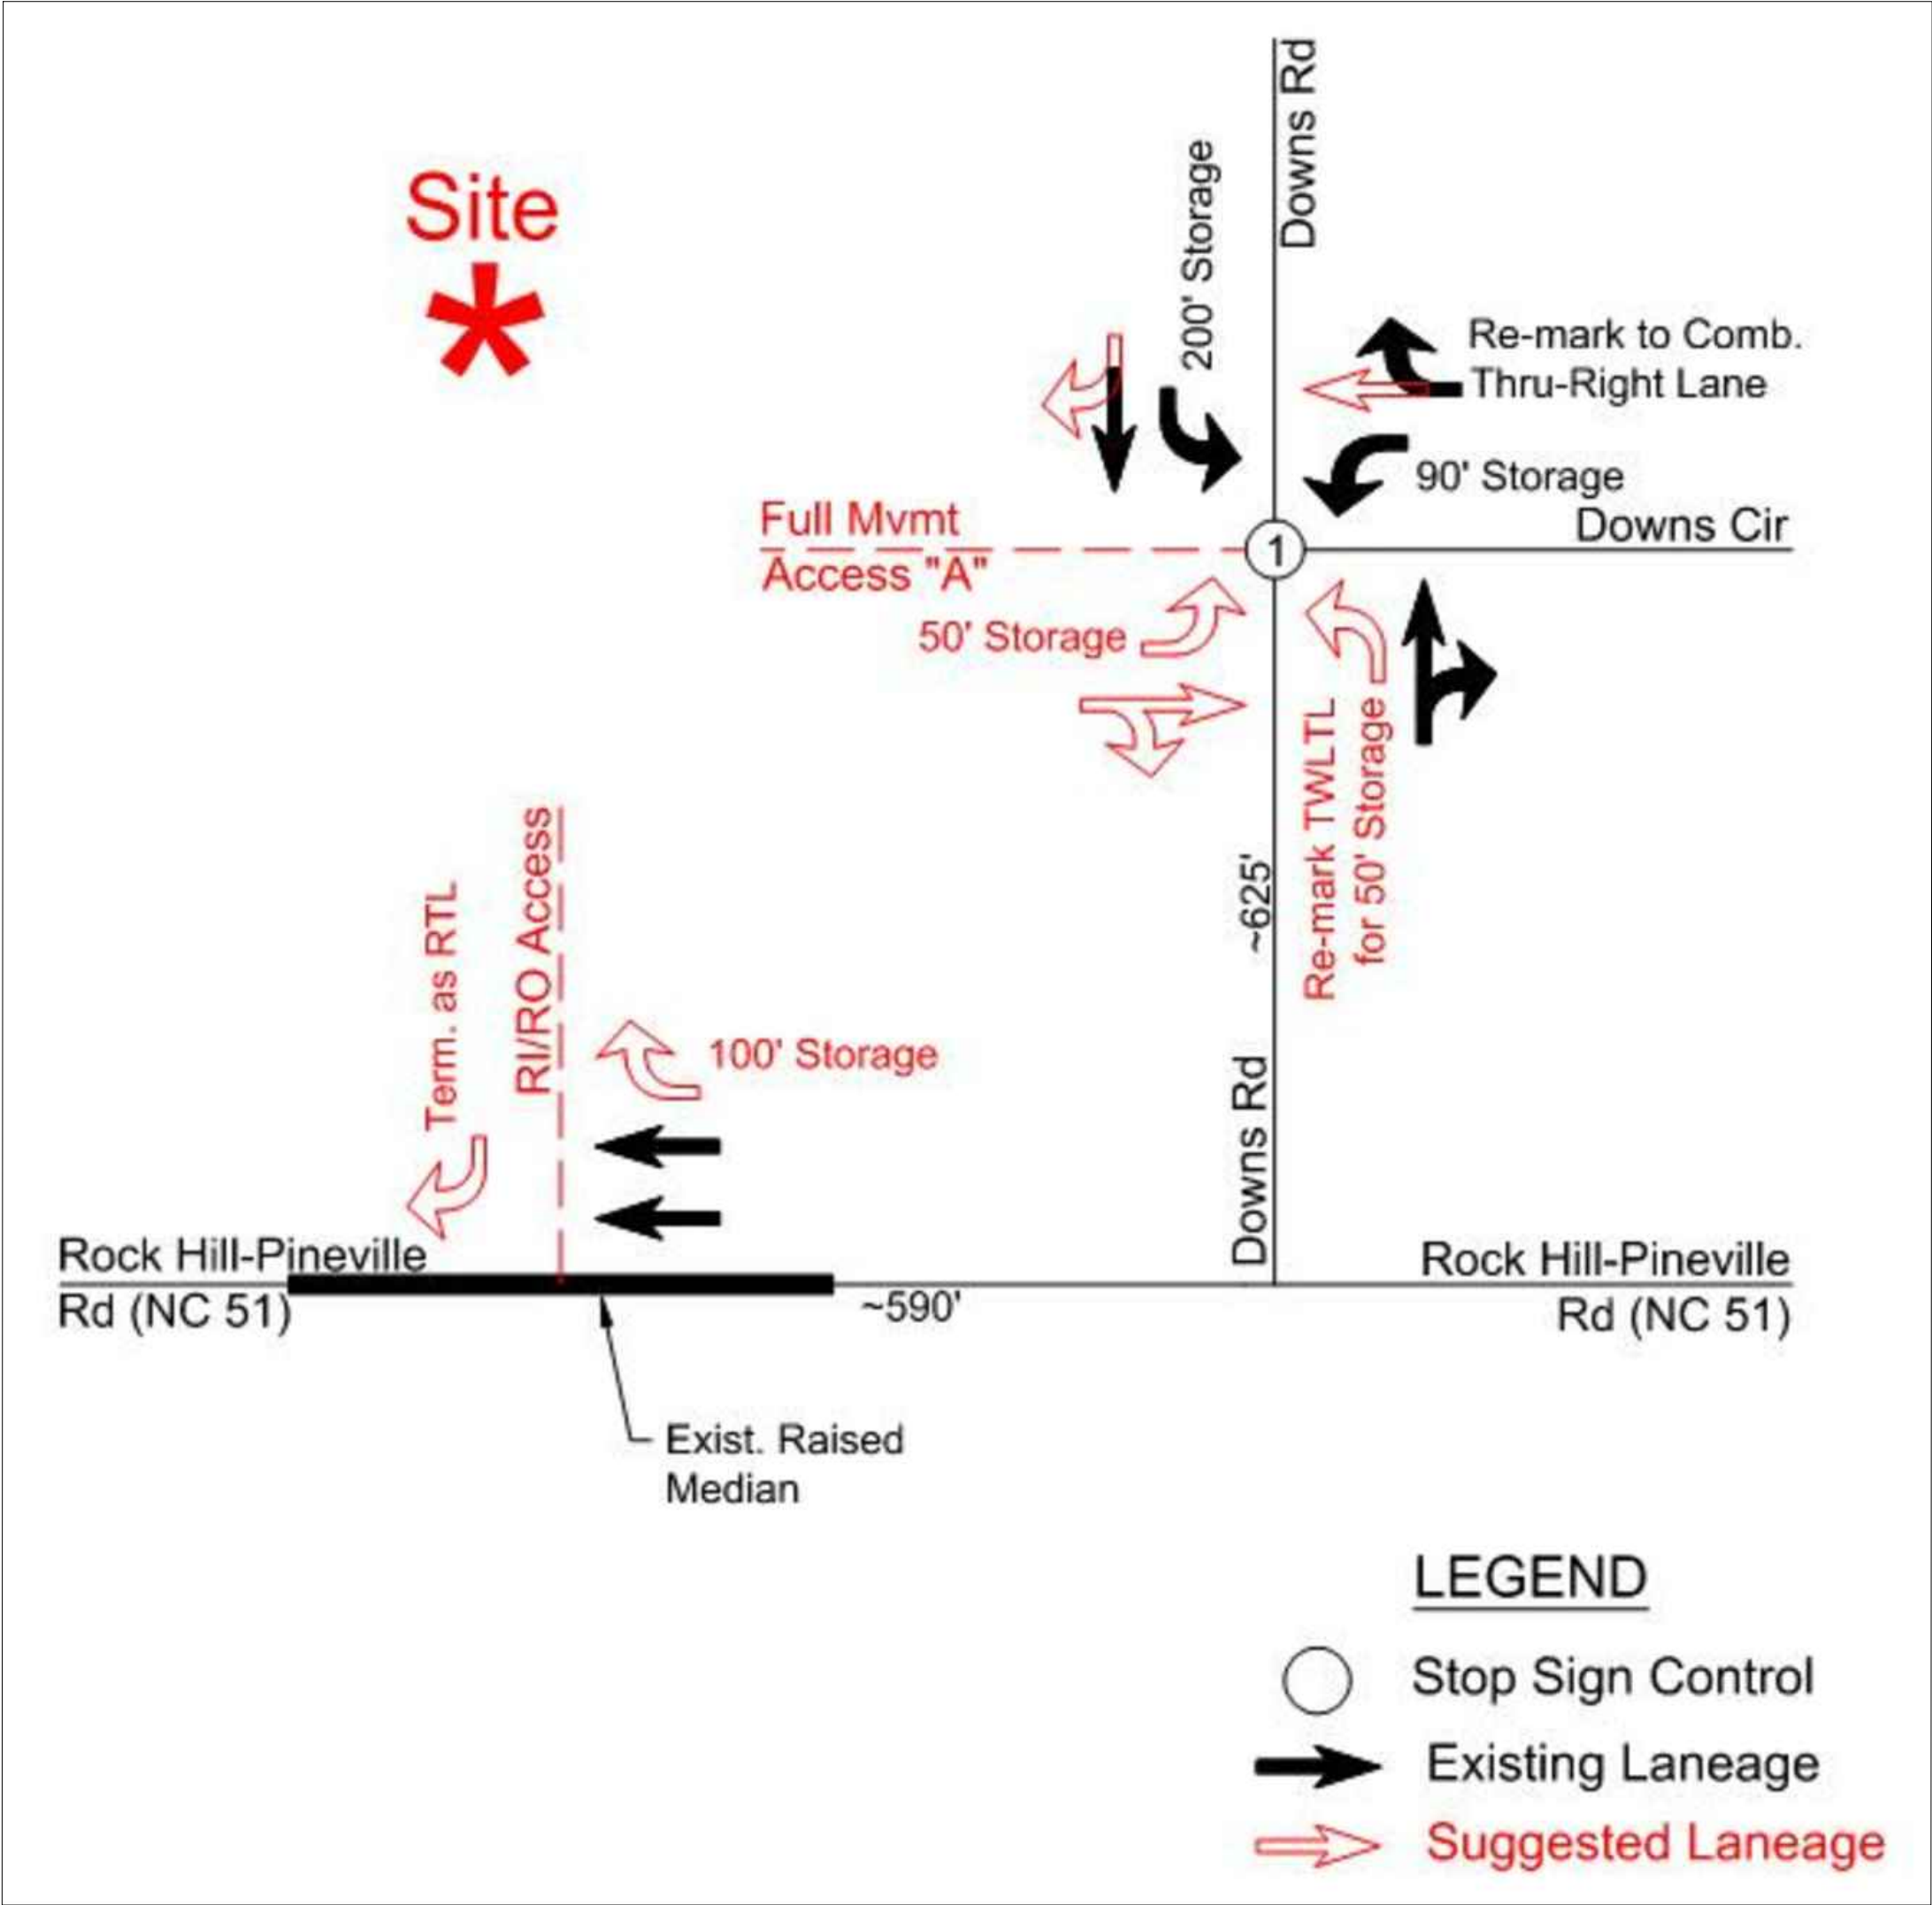 Downs Rd
Site
200' Storage
Re-mark to Comb.
Thru-Right Lane
90' Storage
Downs Cir
Full Mvmt
Access "A"
1
50' Storage
Re-mark TWLTL
for 50' Storage
~625'
Downs Rd
Term. as RTL
RI/RO Access
100' Storage
Rock Hill-Pineville
Rd (NC 51)
~590'
Rock Hill-Pineville
Rd (NC 51)
Exist. Raised
Median
LEGEND
Stop Sign Control
Existing Laneage
Suggested Laneage